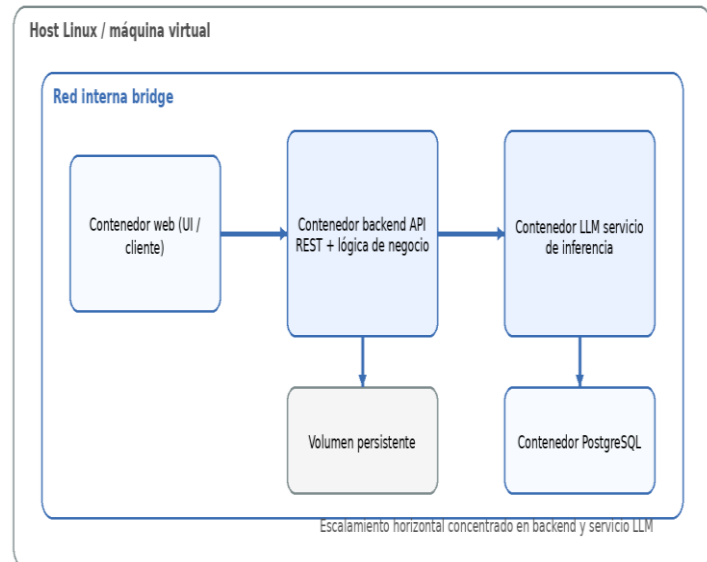 Host Linux / máquina virtual
Red interna bridge
Contenedor web (UI /
cliente)
Contenedor backend API
REST + lógica de negocio
Contenedor LLM servicio
de inferencia
Volumen persistente
Contenedor PostgreSQL
Escalamiento horizontal concentrado en backend y servicio LLM